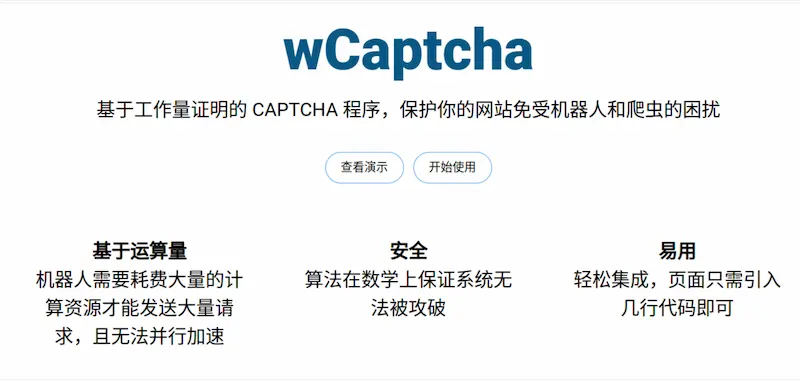 wCaptcha
基于工作量证明的 CAPTCHA 程序，保护你的网站免受机器人和爬虫的困扰
查看演示 开始使用
基于运算量
机器人需要耗费大量的计
算资源才能发送大量请
求，且无法并行加速
安全
算法在数学上保证系统无
法被攻破
易用
轻松集成，页面只需引入
几行代码即可